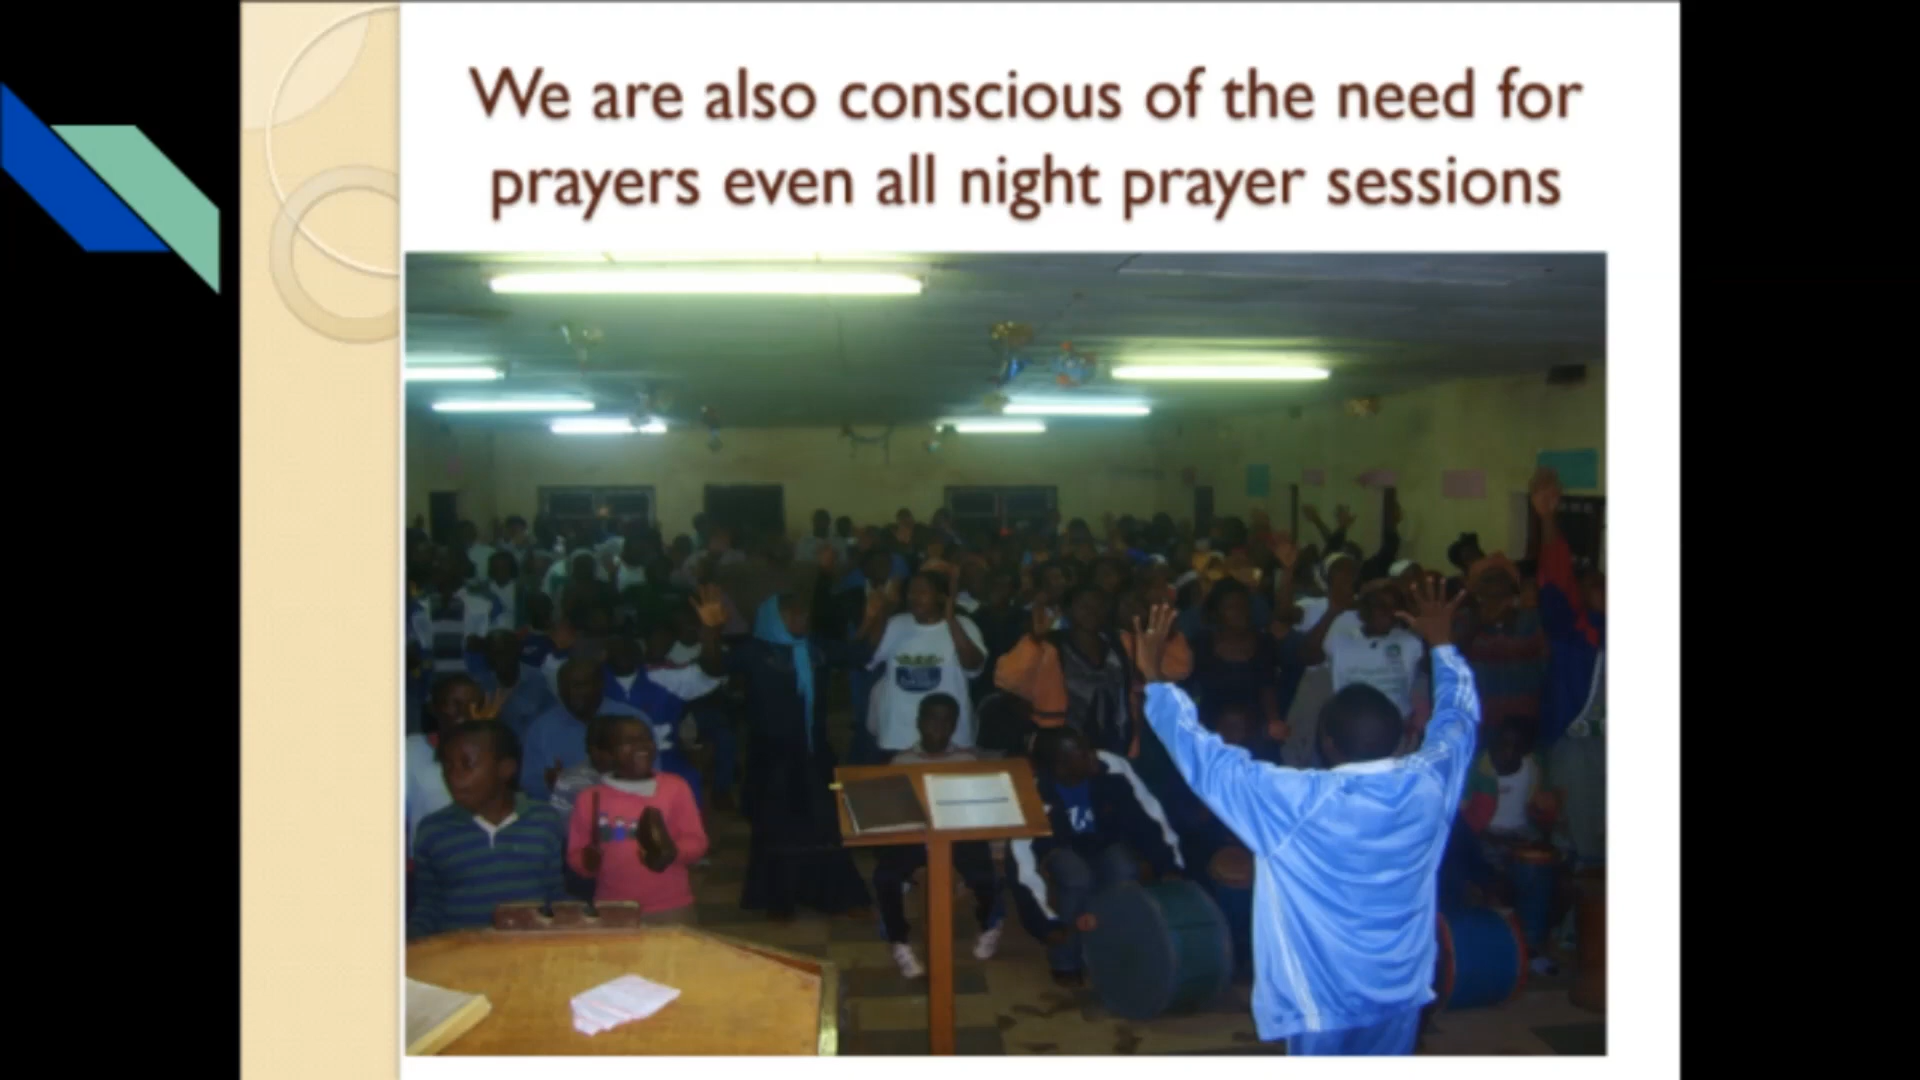 We are also conscious of the need for
prayers even all night prayer sessions